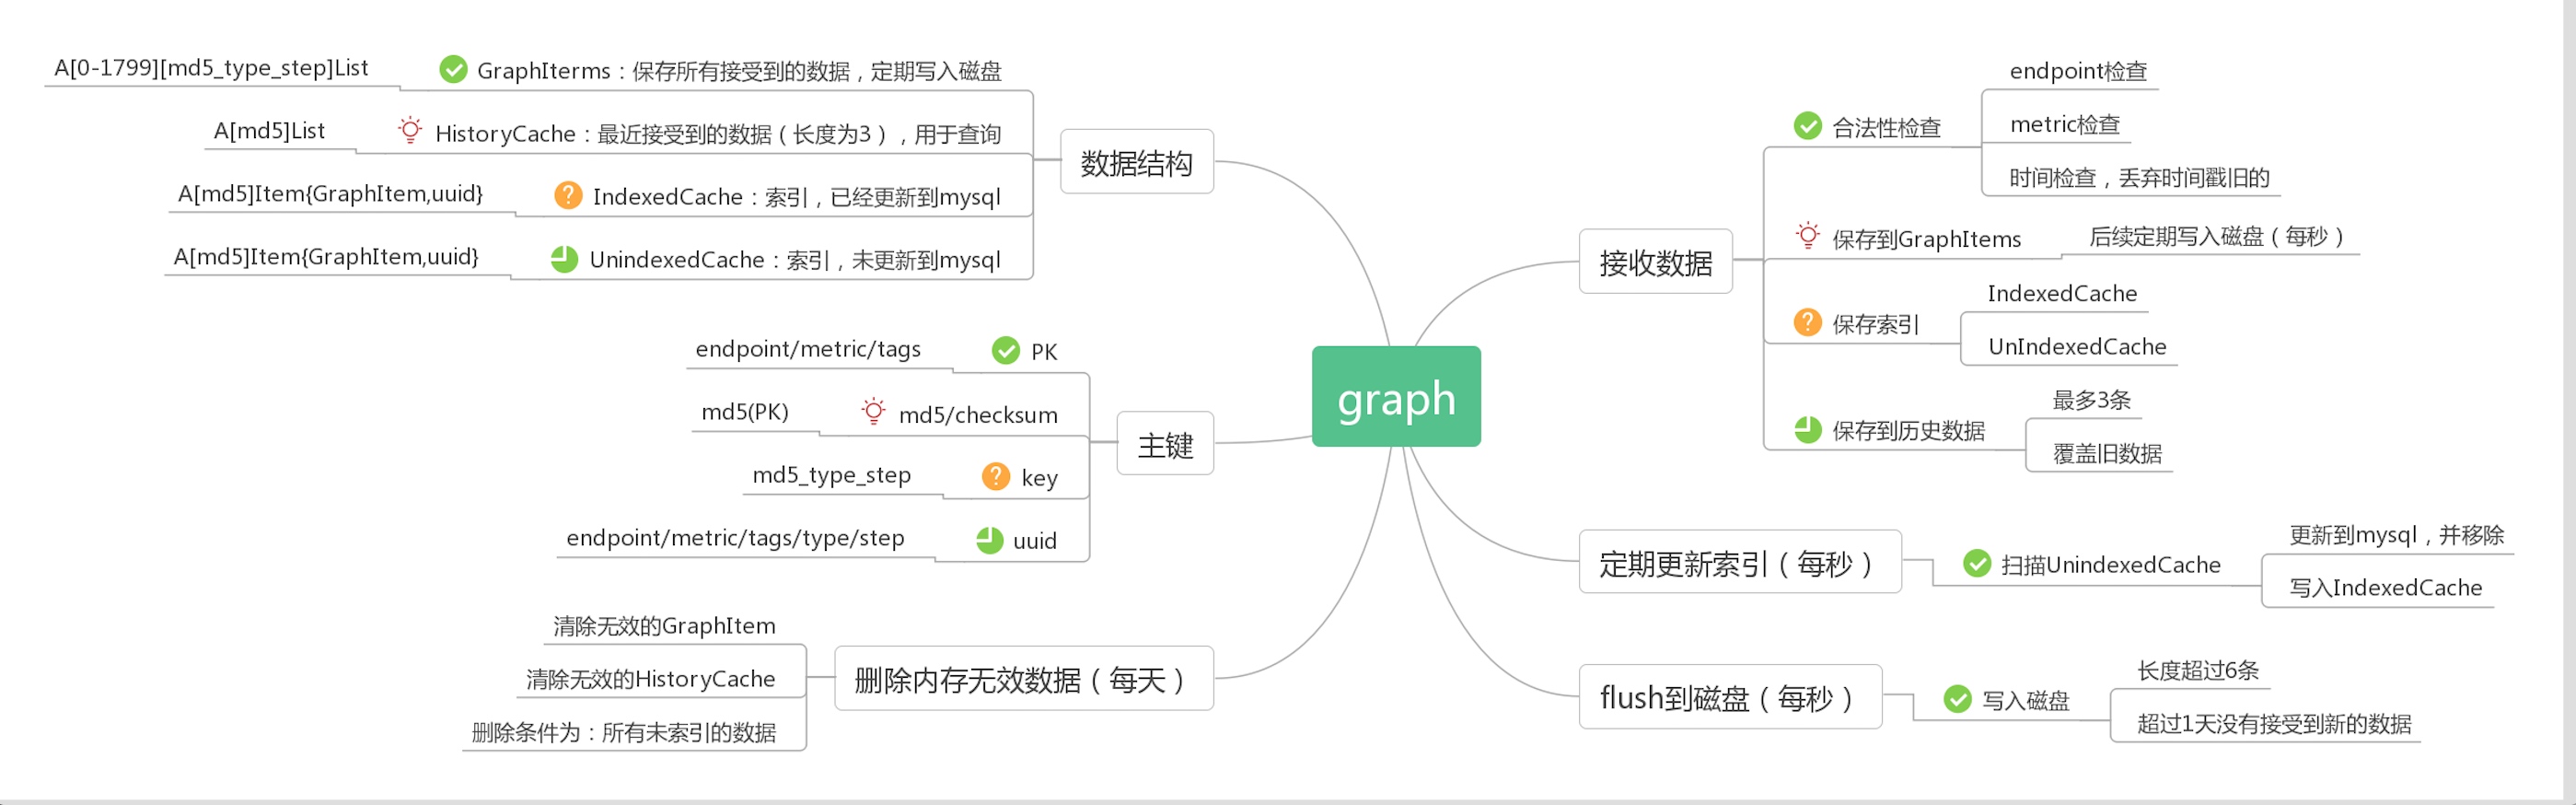 graph
数据结构
GraphIterms：保存所有接受到的数据，定期写入磁盘
A[0-1799][md5_type_step]List
HistoryCache：最近接受到的数据（长度为3），用于查询
A[md5]List
IndexedCache：索引，已经更新到mysql
A[md5]Item{GraphItem,uuid}
UnindexedCache：索引，未更新到mysql
A[md5]Item{GraphItem,uuid}
主键
PK
endpoint/metric/tags
md5/checksum
md5(PK)
key
md5_type_step
uuid
endpoint/metric/tags/type/step
删除内存无效数据（每天）
清除无效的GraphItem
清除无效的HistoryCache
删除条件为：所有未索引的数据
接收数据
合法性检查
endpoint检查
metric检查
时间检查，丢弃时间戳旧的
保存到GraphItems
后续定期写入磁盘（每秒）
保存索引
IndexedCache
UnIndexedCache
保存到历史数据
最多3条
覆盖旧数据
定期更新索引（每秒）
扫描UnindexedCache
更新到mysql，并移除
写入IndexedCache
flush到磁盘（每秒）
写入磁盘
长度超过6条
超过1天没有接受到新的数据